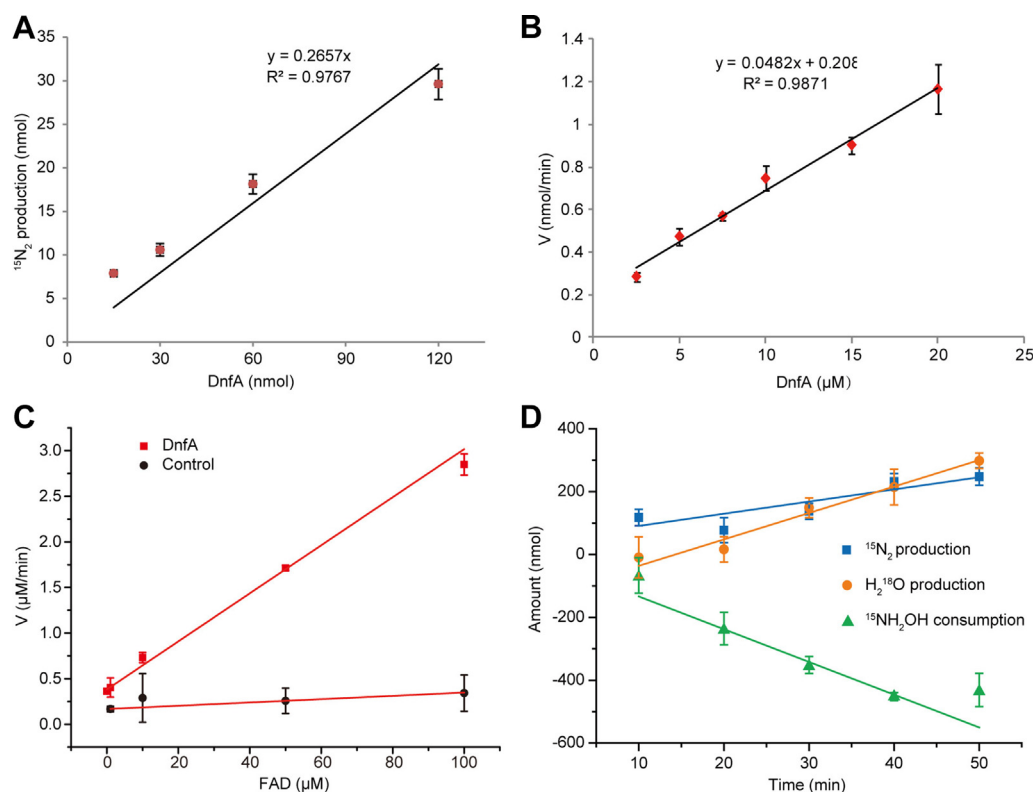 A
y = 0.2657x
R² = 0.9767
¹⁵N₂ production (nmol)
35
30
25
20
15
10
5
0
0 30 60 90 120
DnfA (nmol)
B
y = 0.0482x + 0.208
R² = 0.9871
V (nmol/min)
1.4
1.2
1
0.8
0.6
0.4
0.2
0
0 5 10 15 20 25
DnfA (µM)
C
DnfA
Control
V (µM/min)
3.0
2.5
2.0
1.5
1.0
0.5
0.0
0 20 40 60 80 100
FAD (µM)
D
Amount (nmol)
400
200
0
-200
-400
-600
¹⁵N₂ production
H₂¹⁸O production
¹⁵NH₂OH consumption
10 20 30 40 50
Time (min)